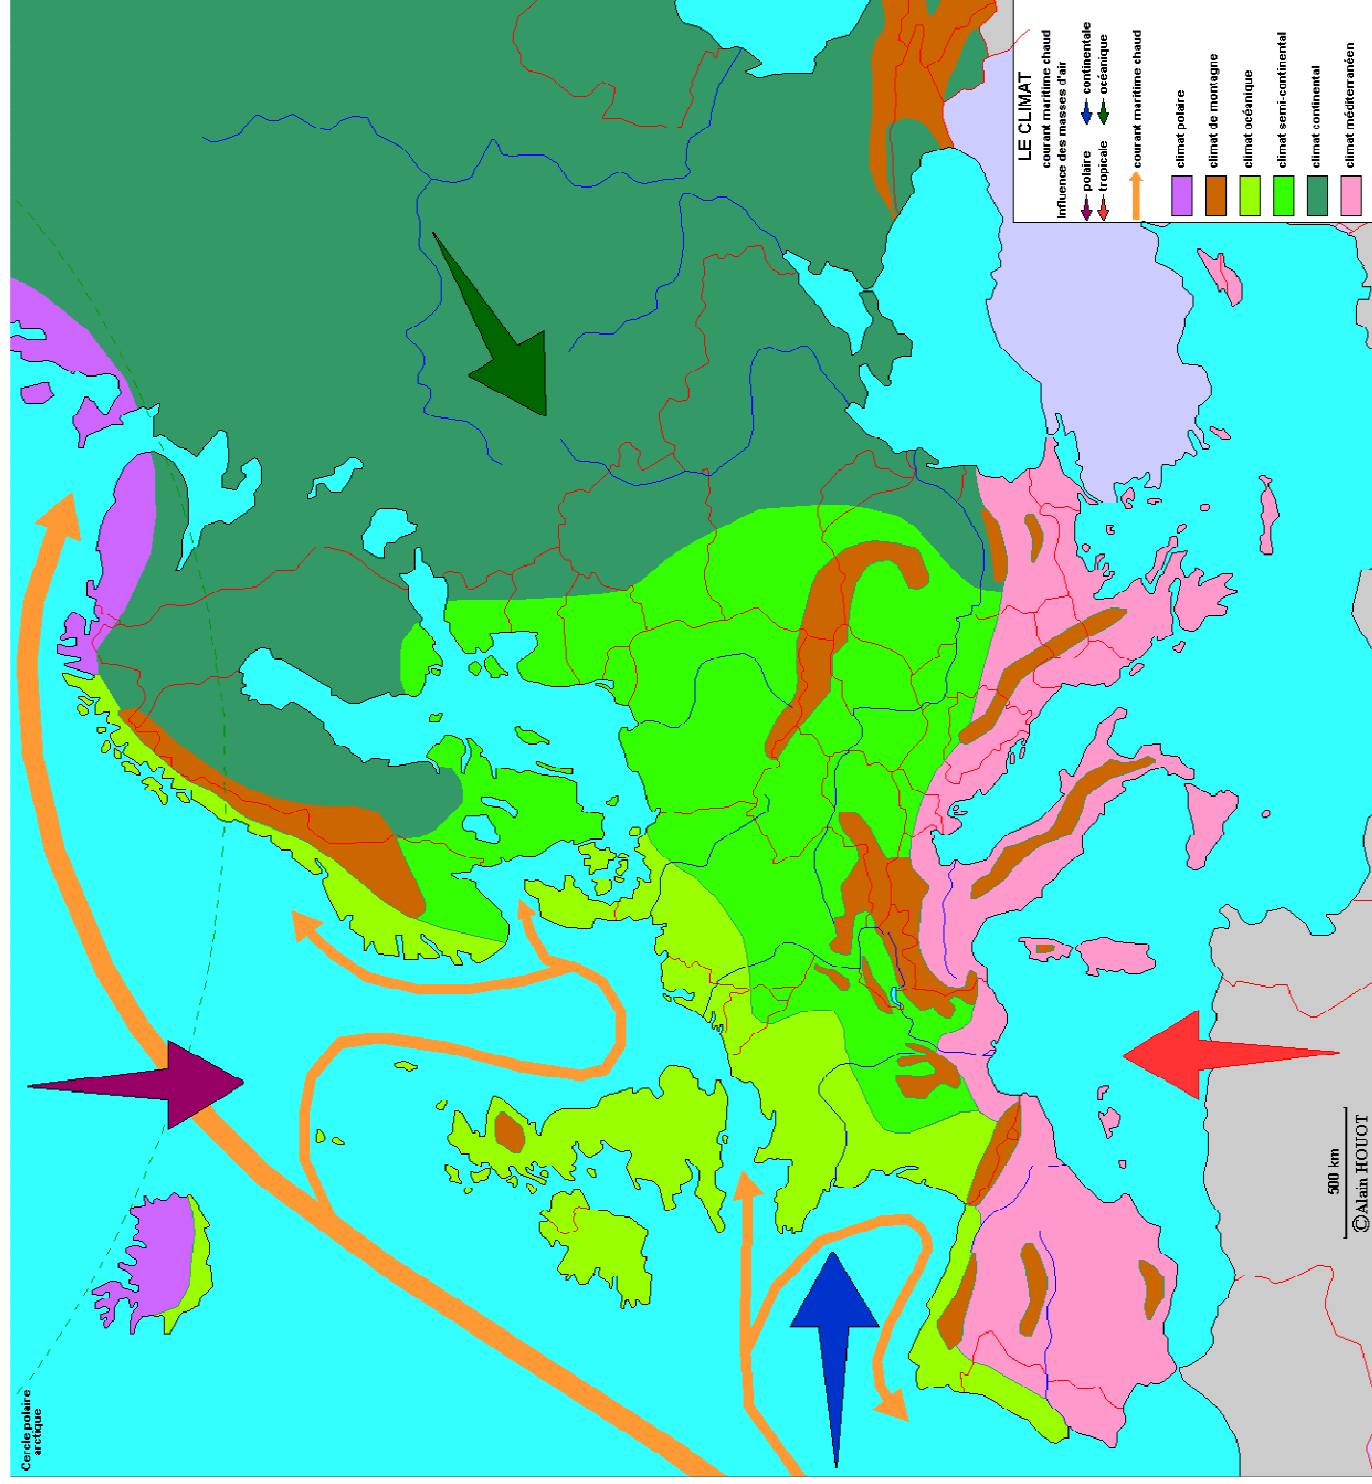 Cercle polaire
arctique
LE CLIMAT
courant maritime chaud
Influence des masses d'air
polaire continentale
tropicale océanique
courant maritime chaud
climat polaire
climat de montagne
climat océanique
climat semi-continental
climat continental
climat méditerranéen
500 km
©Alain HOUOT